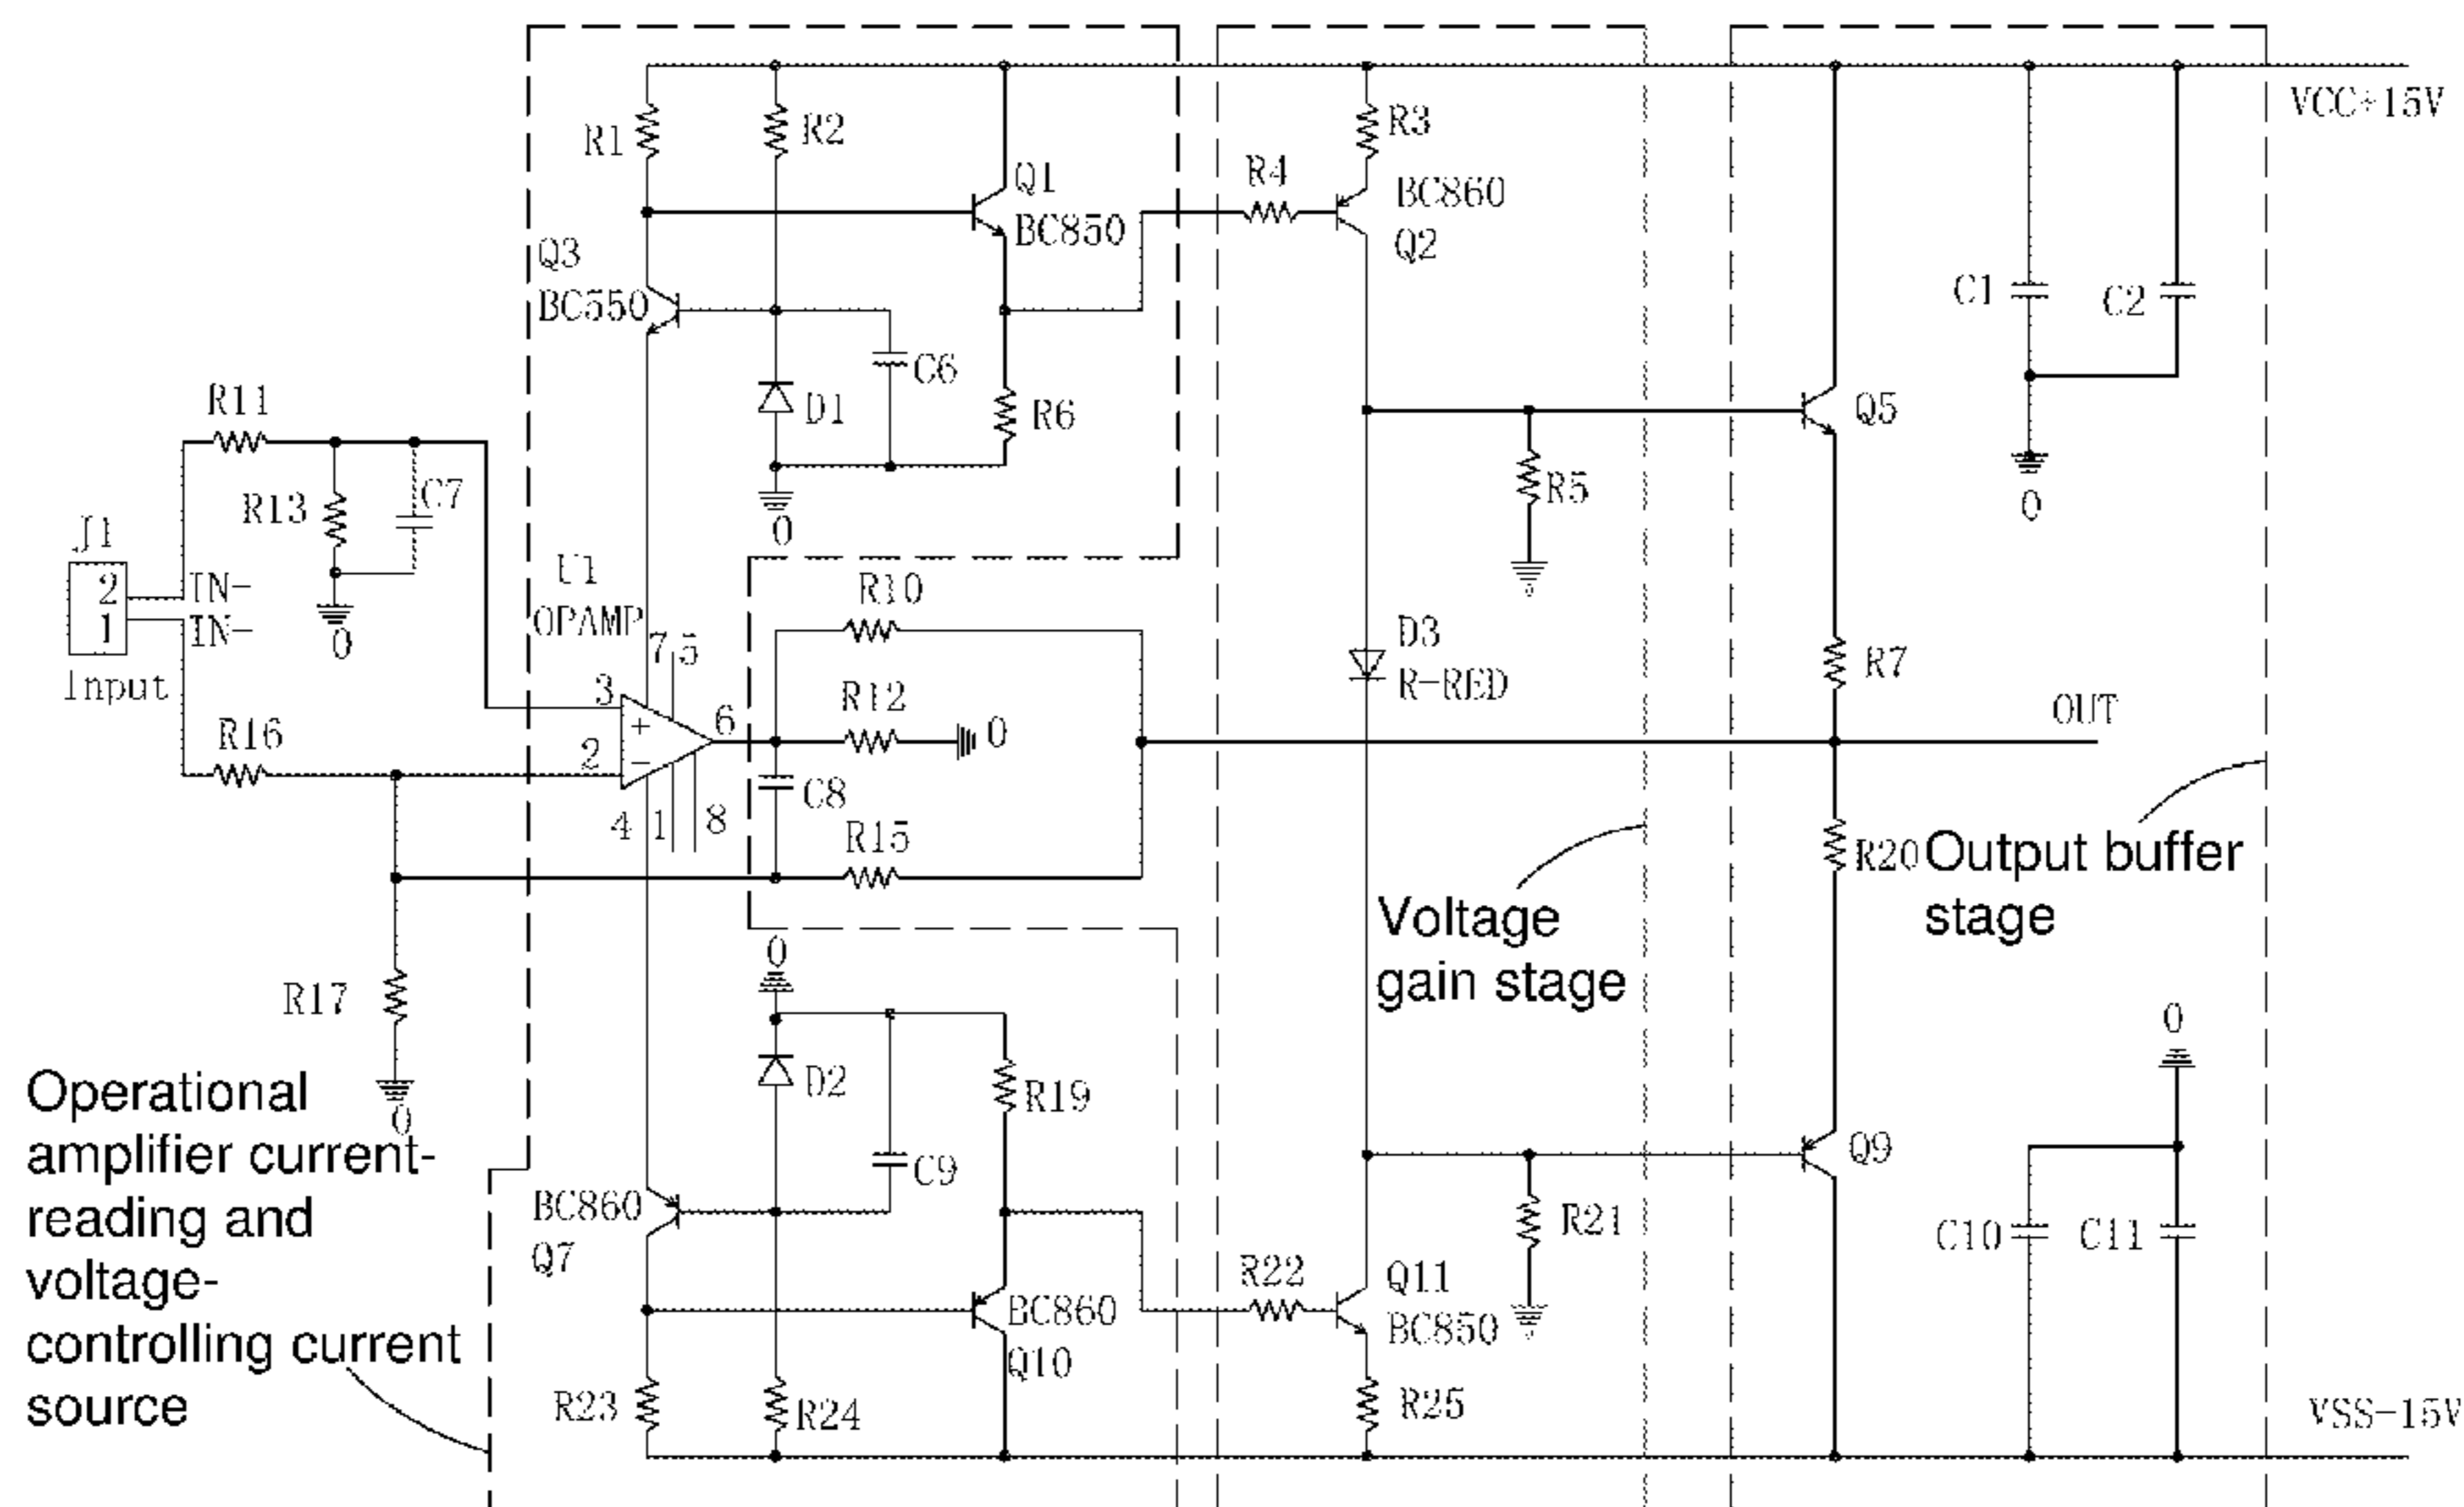 VCC+15V
R1
R2
R3
Q1
BC850
R4
BC860
Q2
Q3
BC550
C1
C2
C6
R11
D1
R6
Q5
R13
C7
R5
0
0
J1
2
IN-
1
IN-
0
Input
U1
OPAMP
7
5
R10
D3
R-RED
R7
3
+
6
R12
0
OUT
R16
2
-
C8
4
1
8
R15
R20
Output buffer
stage
Voltage
gain stage
0
R17
0
0
D2
R19
Operational
amplifier current-
reading and
voltage-
controlling current
source
C9
Q9
BC860
Q7
R21
C10
C11
R22
Q11
BC850
BC860
Q10
R23
R24
R25
VSS-15V